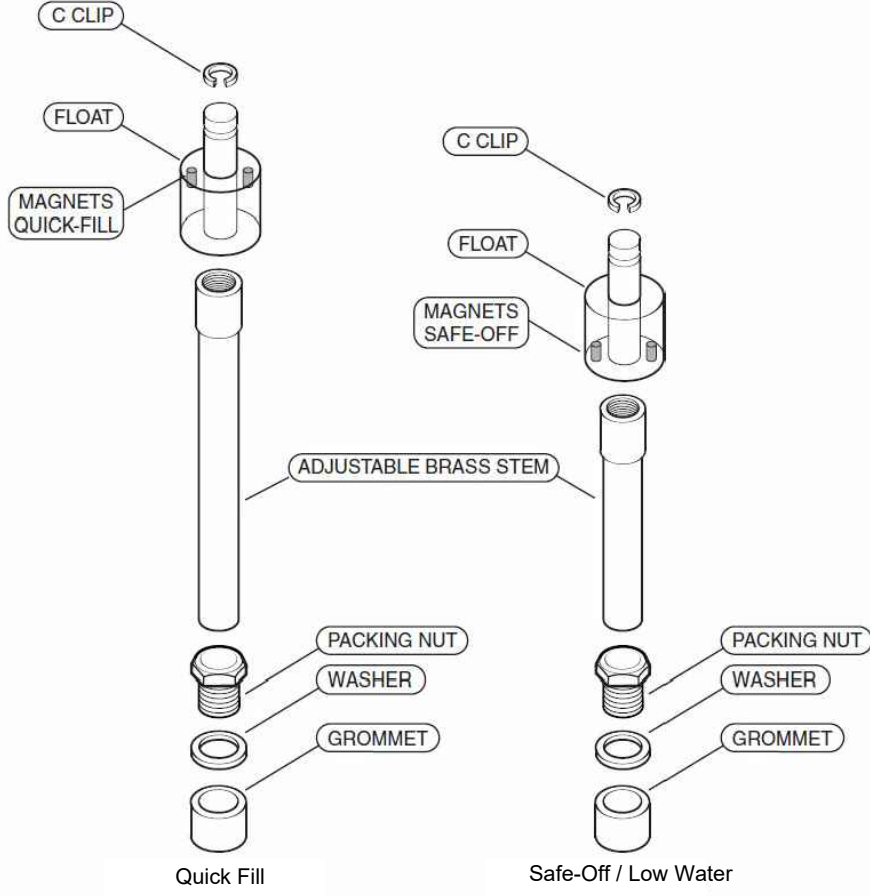 C CLIP
FLOAT
MAGNETS
QUICK-FILL
C CLIP
FLOAT
MAGNETS
SAFE-OFF
ADJUSTABLE BRASS STEM
PACKING NUT
WASHER
GROMMET
PACKING NUT
WASHER
GROMMET
Quick Fill
Safe-Off / Low Water